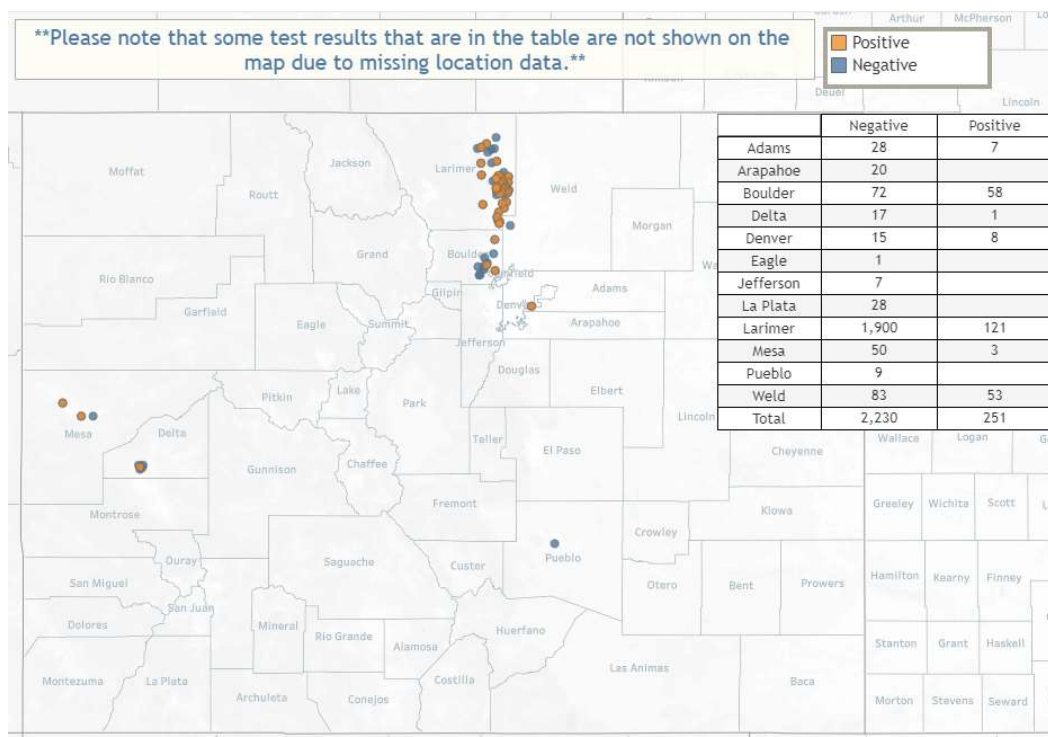 **Please note that some test results that are in the table are not shown on the
map due to missing location data.**
Positive
Negative
Arthur
McPherson
Deuel
Lincoln
Negative Positive
Adams 28 7
Arapahoe 20
Boulder 72 58
Delta 17 1
Denver 15 8
Eagle 1
Jefferson 7
La Plata 28
Larimer 1,900 121
Mesa 50 3
Pueblo 9
Weld 83 53
Total 2,230 251
Moffat
Jackson
Larimer
Weld
Routt
Morgan
Grand
Boulder
Rio Blanco
Gilpin
Adams
Garfield
Eagle
Summit
Arapahoe
Jefferson
Douglas
Pitkin
Lake
Park
Elbert
Lincoln
Mesa
Delta
Teller
El Paso
Cheyenne
Wallace
Logan
Gunnison
Chaffee
Fremont
Montrose
Kiowa
Greeley
Wichita
Scott
Crowley
Ouray
Saguache
Custer
Pueblo
San Miguel
Otero
Bent
Prowers
Hamilton
Kearny
Finney
San Juan
Dolores
Mineral
Rio Grande
Alamosa
Huerfano
Stanton
Grant
Haskell
Las Animas
Montezuma
La Plata
Archuleta
Conejos
Costilla
Baca
Morton
Stevens
Seward